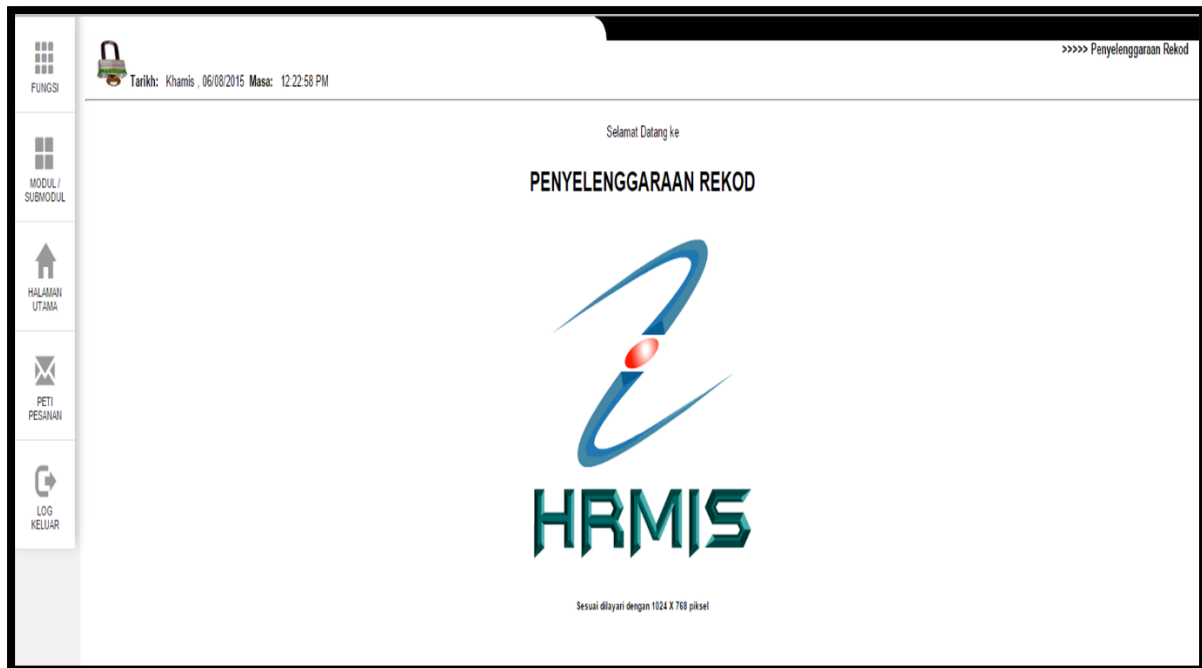 FUNGSI
MODUL /
SUBMODUL
HALAMAN
UTAMA
PETI
PESANAN
LOG
KELUAR
>>>>> Penyelenggaraan Rekod
Tarikh: Khamis , 06/08/2015 Masa: 12:22:58 PM
Selamat Datang ke
PENYELENGGARAAN REKOD
HRMIS
Sesuai dilayari dengan 1024 X 768 piksel